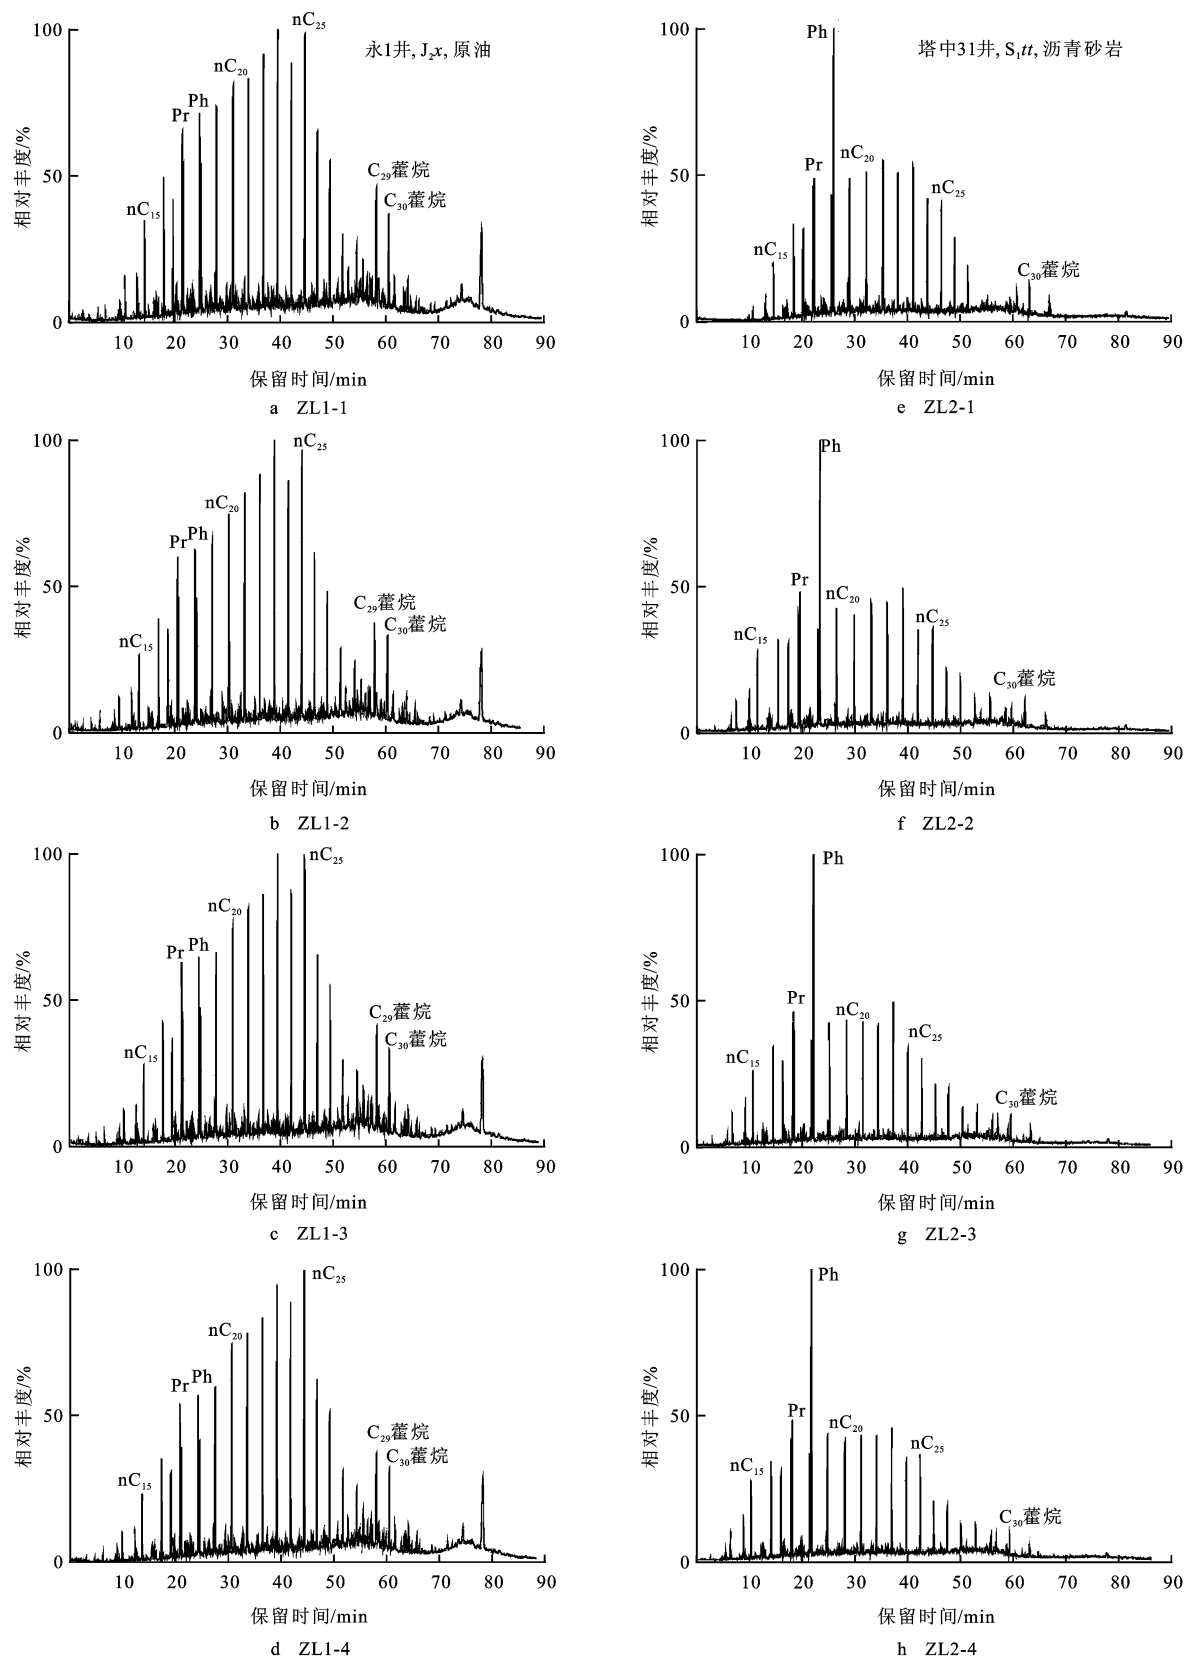 100
50
0
相对丰度/%
永1井, J₂x, 原油
nC₁₅
Pr
Ph
nC₂₀
nC₂₅
C₂₉藿烷
C₃₀藿烷
10 20 30 40 50 60 70 80 90
保留时间/min
a ZL1-1
100
50
0
相对丰度/%
塔中31井, S₁tt, 沥青砂岩
nC₁₅
Pr
Ph
nC₂₀
nC₂₅
C₃₀藿烷
10 20 30 40 50 60 70 80 90
保留时间/min
e ZL2-1
100
50
0
相对丰度/%
nC₁₅
Pr
Ph
nC₂₀
nC₂₅
C₂₉藿烷
C₃₀藿烷
10 20 30 40 50 60 70 80 90
保留时间/min
b ZL1-2
100
50
0
相对丰度/%
nC₁₅
Pr
Ph
nC₂₀
nC₂₅
C₃₀藿烷
10 20 30 40 50 60 70 80 90
保留时间/min
f ZL2-2
100
50
0
相对丰度/%
nC₁₅
Pr
Ph
nC₂₀
nC₂₅
C₂₉藿烷
C₃₀藿烷
10 20 30 40 50 60 70 80 90
保留时间/min
c ZL1-3
100
50
0
相对丰度/%
nC₁₅
Pr
Ph
nC₂₀
nC₂₅
C₃₀藿烷
10 20 30 40 50 60 70 80 90
保留时间/min
g ZL2-3
100
50
0
相对丰度/%
nC₁₅
Pr
Ph
nC₂₀
nC₂₅
C₂₉藿烷
C₃₀藿烷
10 20 30 40 50 60 70 80 90
保留时间/min
d ZL1-4
100
50
0
相对丰度/%
nC₁₅
Pr
Ph
nC₂₀
nC₂₅
C₃₀藿烷
10 20 30 40 50 60 70 80 90
保留时间/min
h ZL2-4